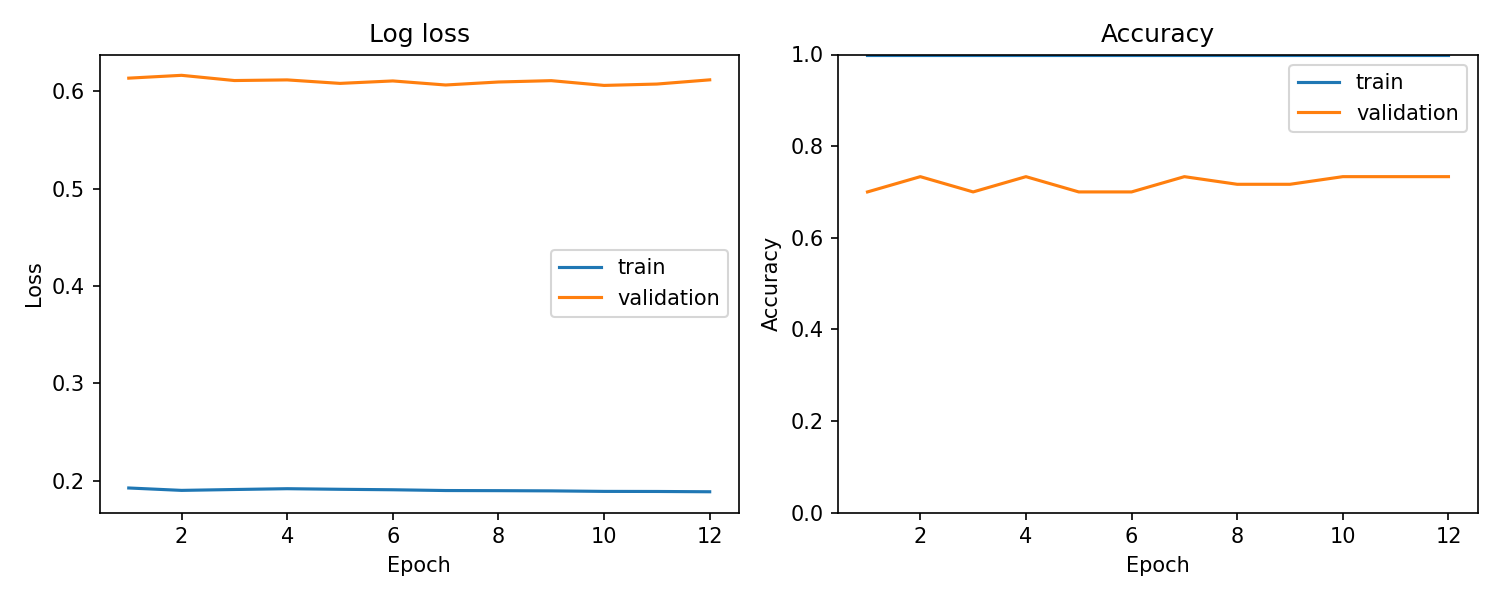 Log loss
Loss
0.6
0.5
0.4
0.3
0.2
train
validation
2 4 6 8 10 12
Epoch
Accuracy
Accuracy
1.0
0.8
0.6
0.4
0.2
0.0
train
validation
2 4 6 8 10 12
Epoch